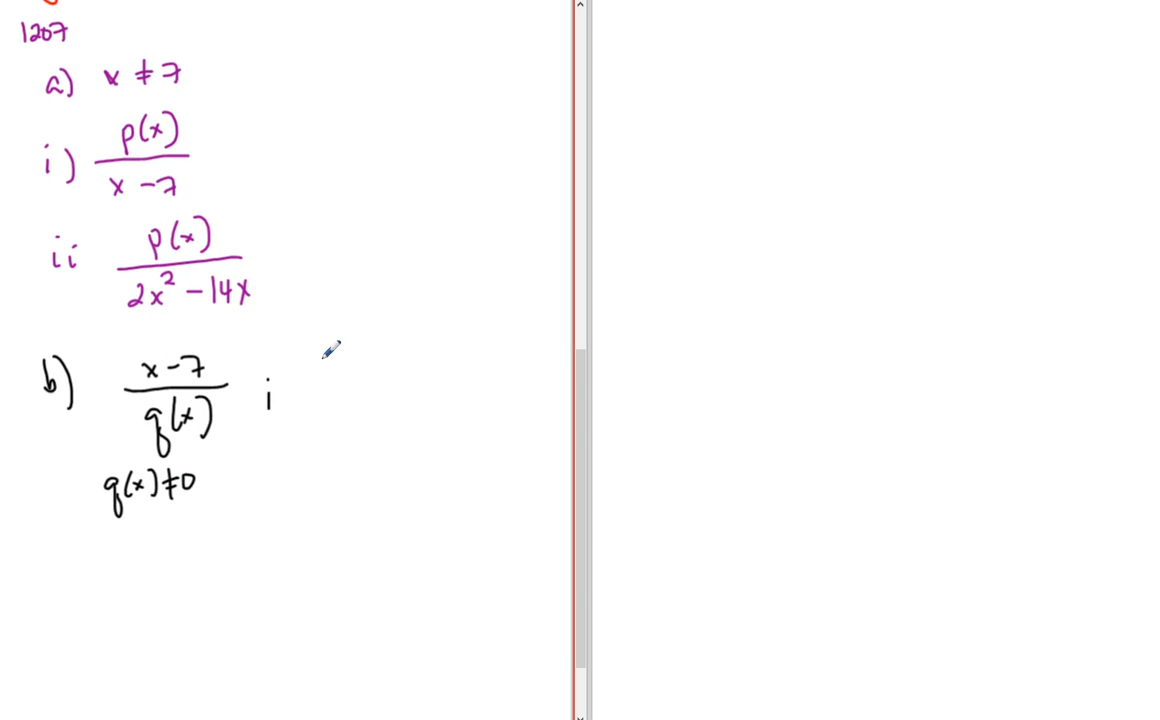 1207
a) x ≠ 7
i) p(x)
x - 7
ii p(x)
2x² - 14x
b) x - 7
q(x) i
q(x) ≠ 0